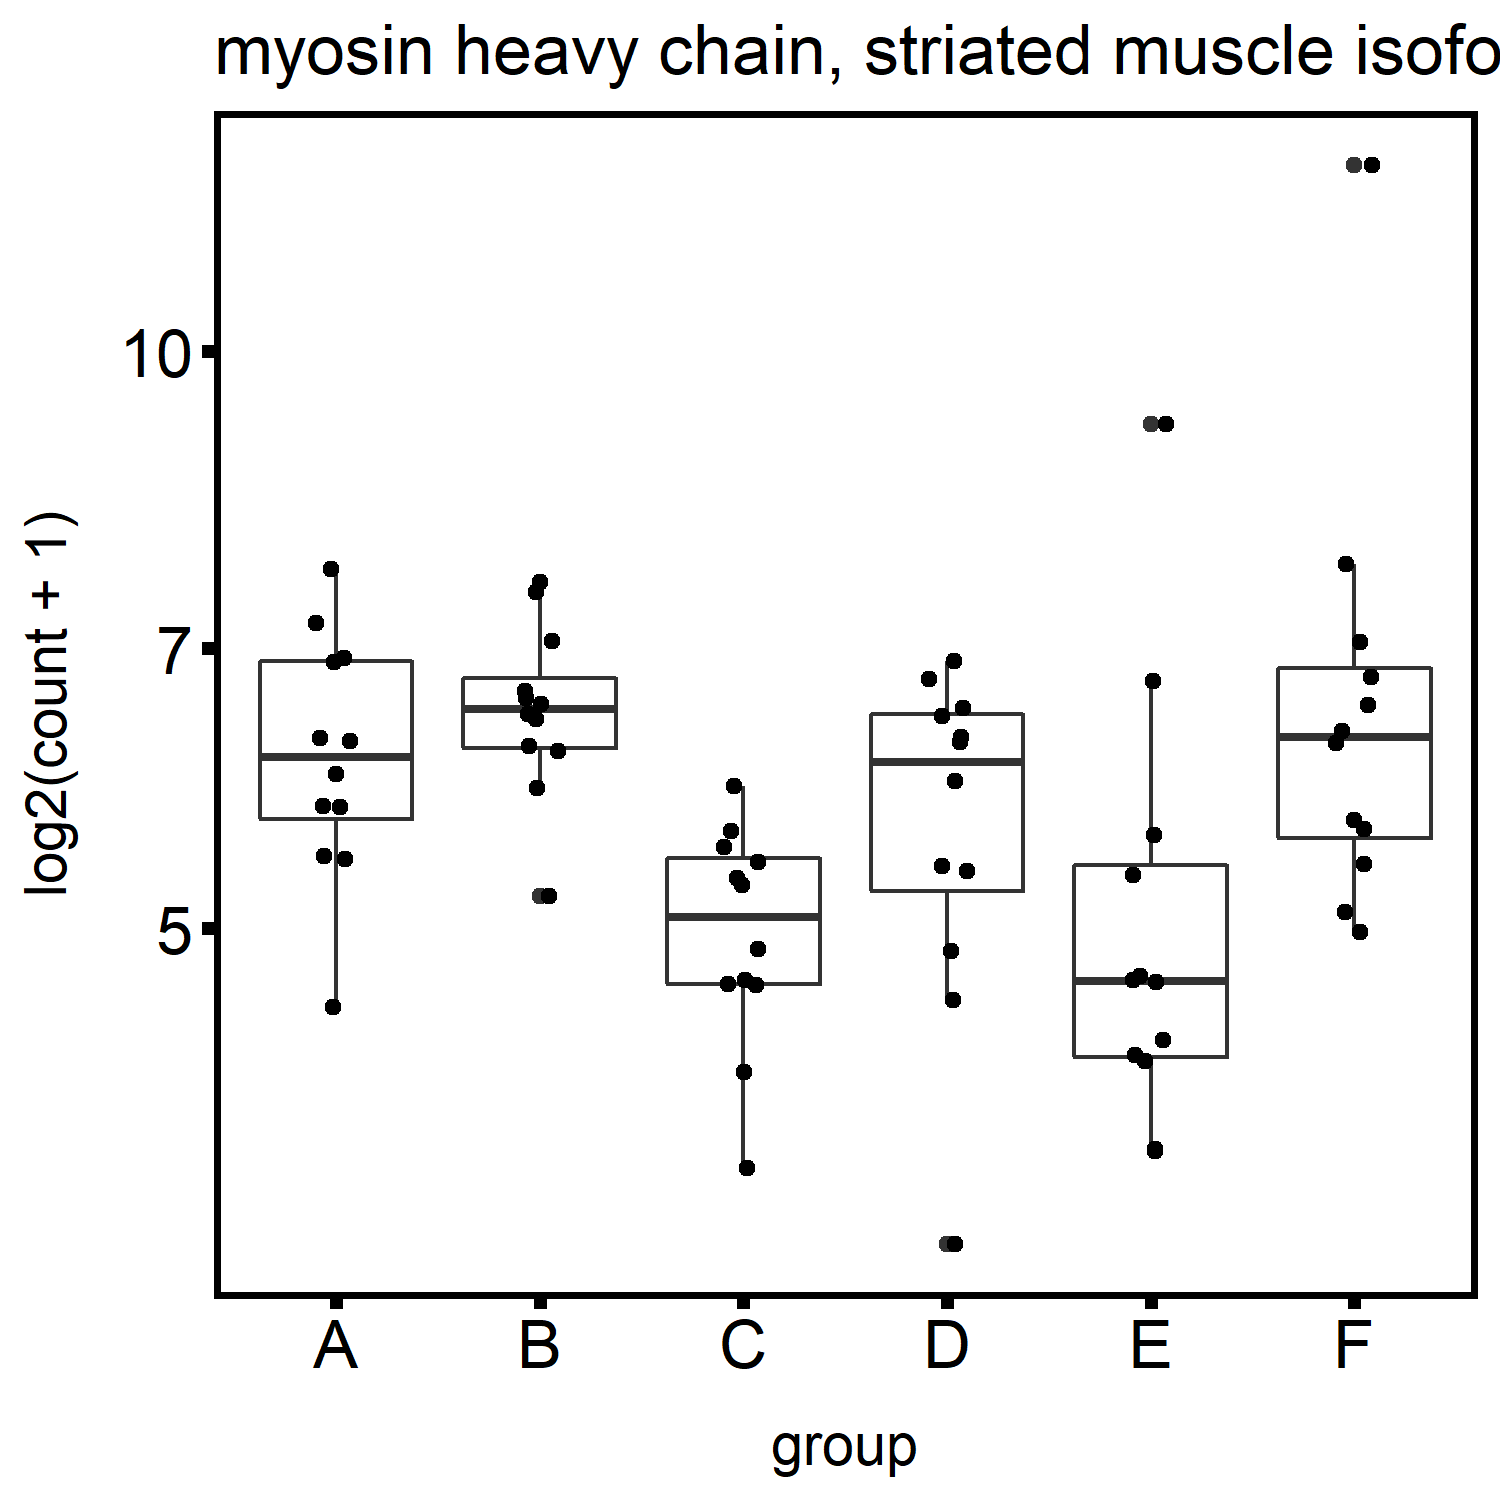 myosin heavy chain, striated muscle isofo
log2(count + 1)
10
7
5
A B C D E F
group